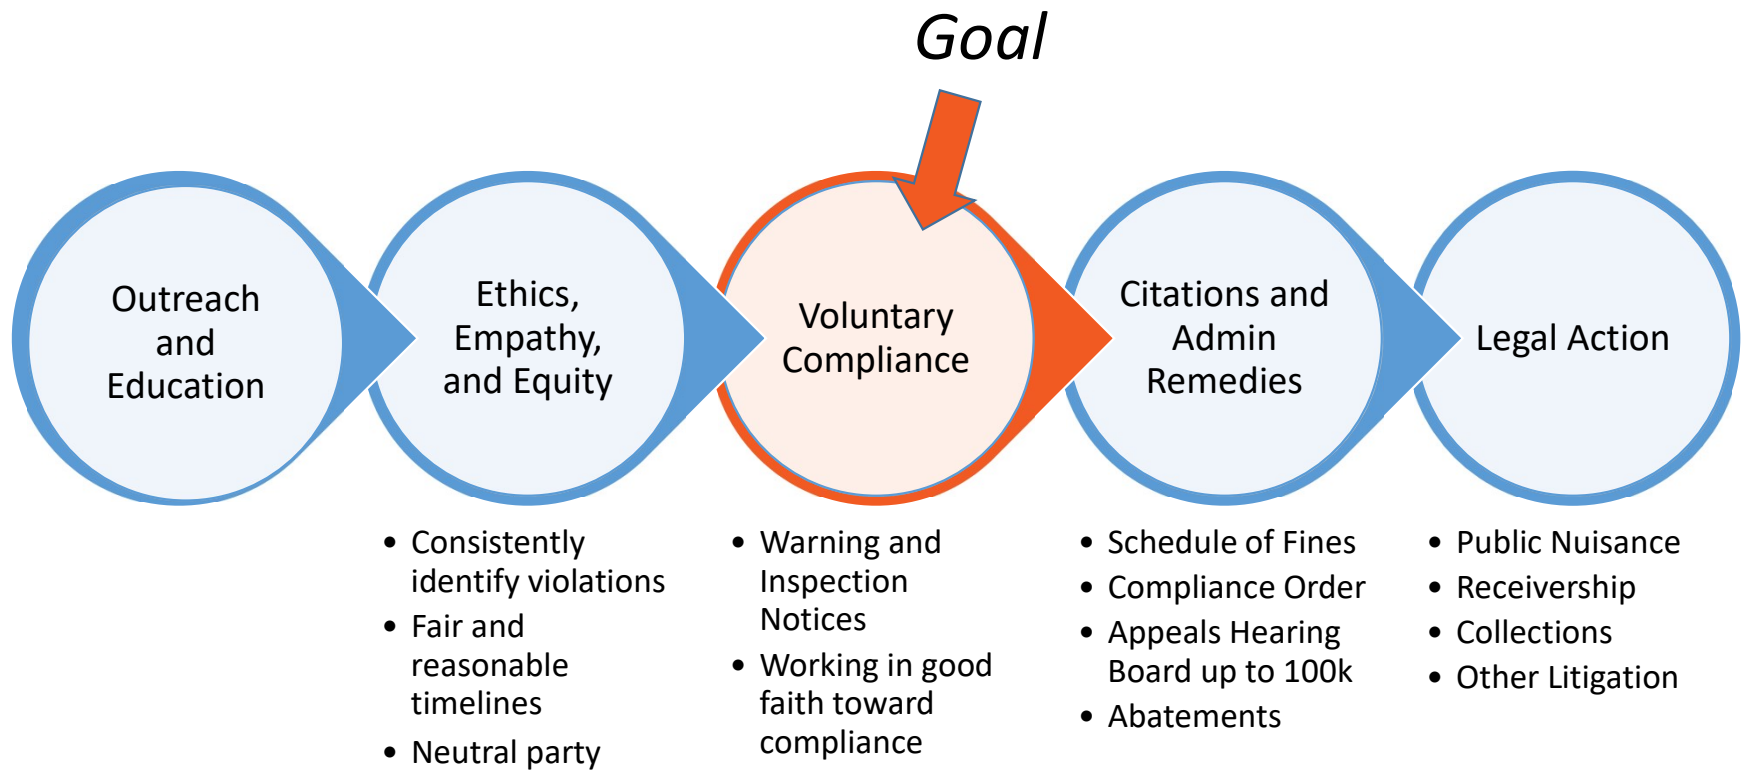 Goal
Outreach
and
Education
Ethics,
Empathy,
and Equity
Voluntary
Compliance
Citations and
Admin
Remedies
Legal Action
• Consistently
identify violations
• Fair and
reasonable
timelines
• Neutral party
• Warning and
Inspection
Notices
• Working in good
faith toward
compliance
• Schedule of Fines
• Compliance Order
• Appeals Hearing
Board up to 100k
• Abatements
• Public Nuisance
• Receivership
• Collections
• Other Litigation